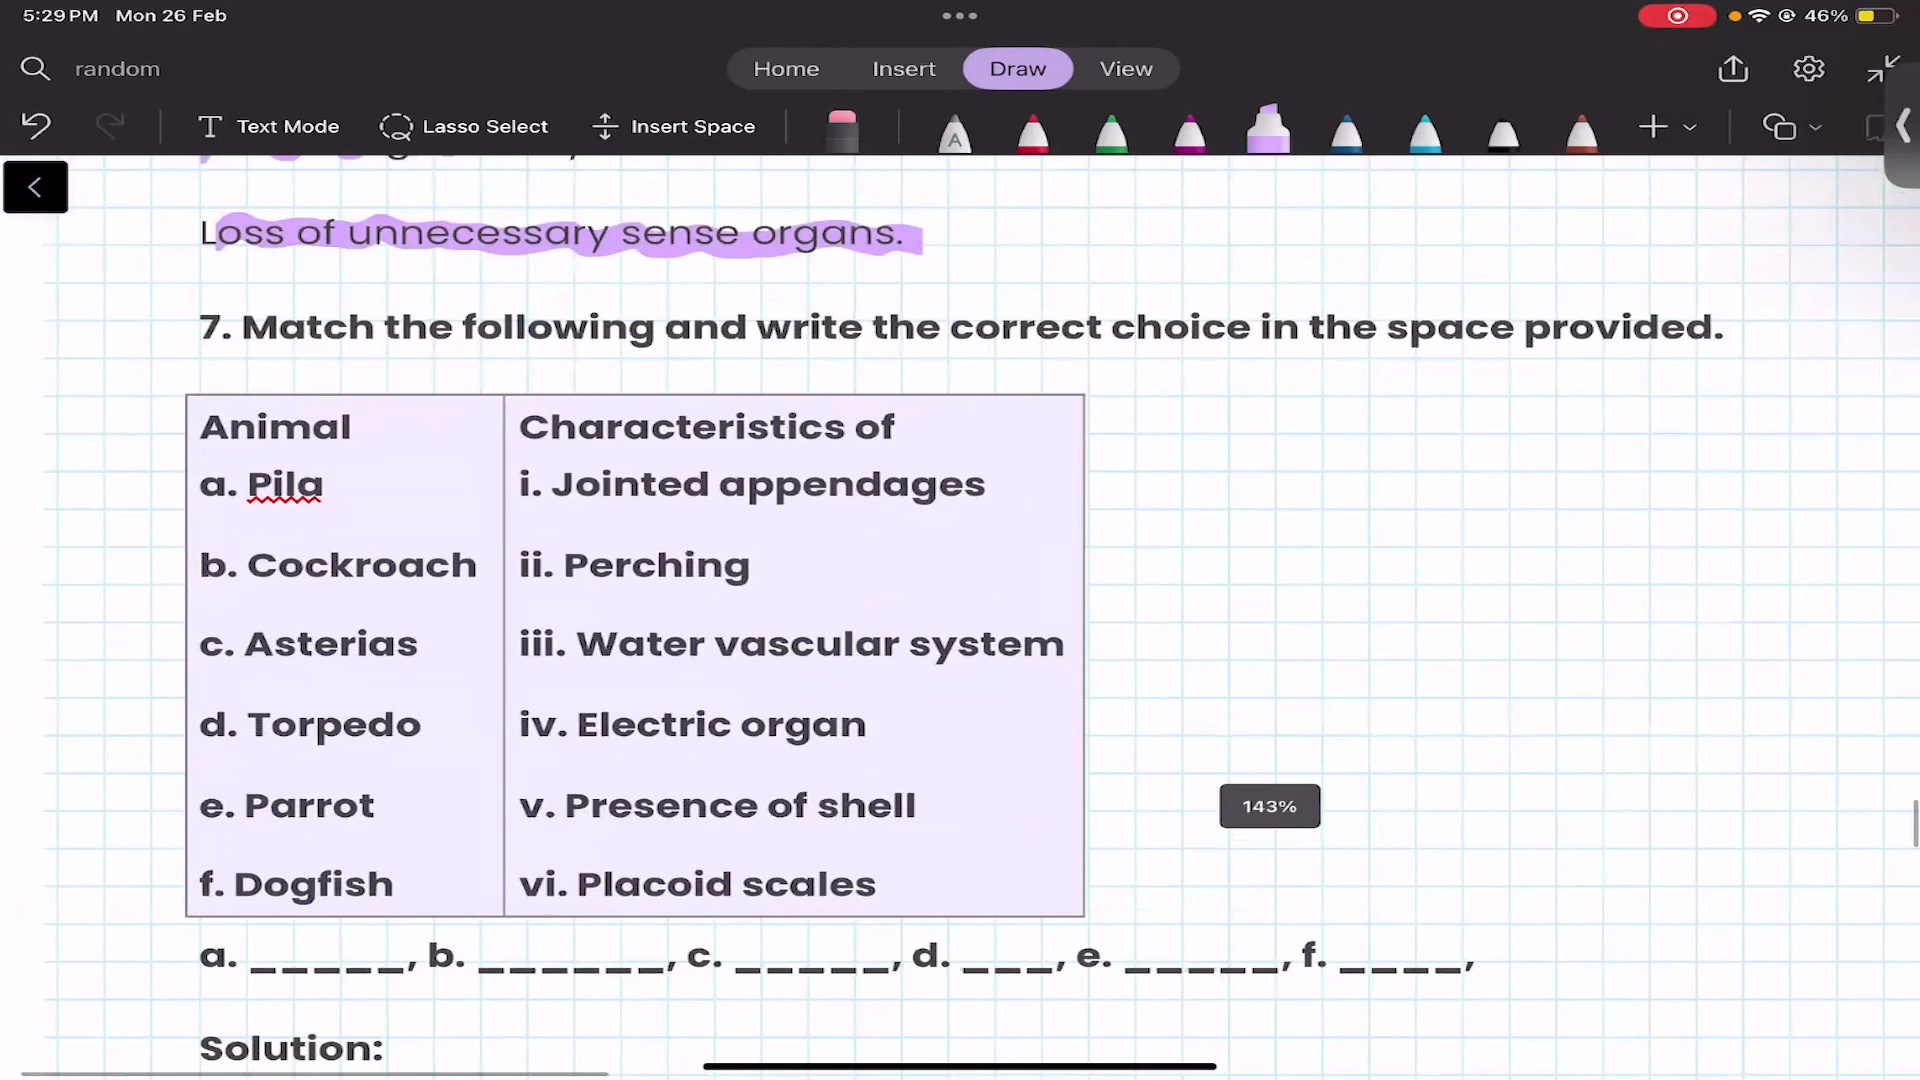 5:29 PM Mon 26 Feb
46%
random
Home Insert Draw View
Text Mode Lasso Select Insert Space
A
Loss of unnecessary sense organs.
7. Match the following and write the correct choice in the space provided.
Animal Characteristics of
a. Pila i. Jointed appendages
b. Cockroach ii. Perching
c. Asterias iii. Water vascular system
d. Torpedo iv. Electric organ
e. Parrot v. Presence of shell
143%
f. Dogfish vi. Placoid scales
a. _____, b. ______, c. _____, d. ___, e. _____, f. ____,
Solution: